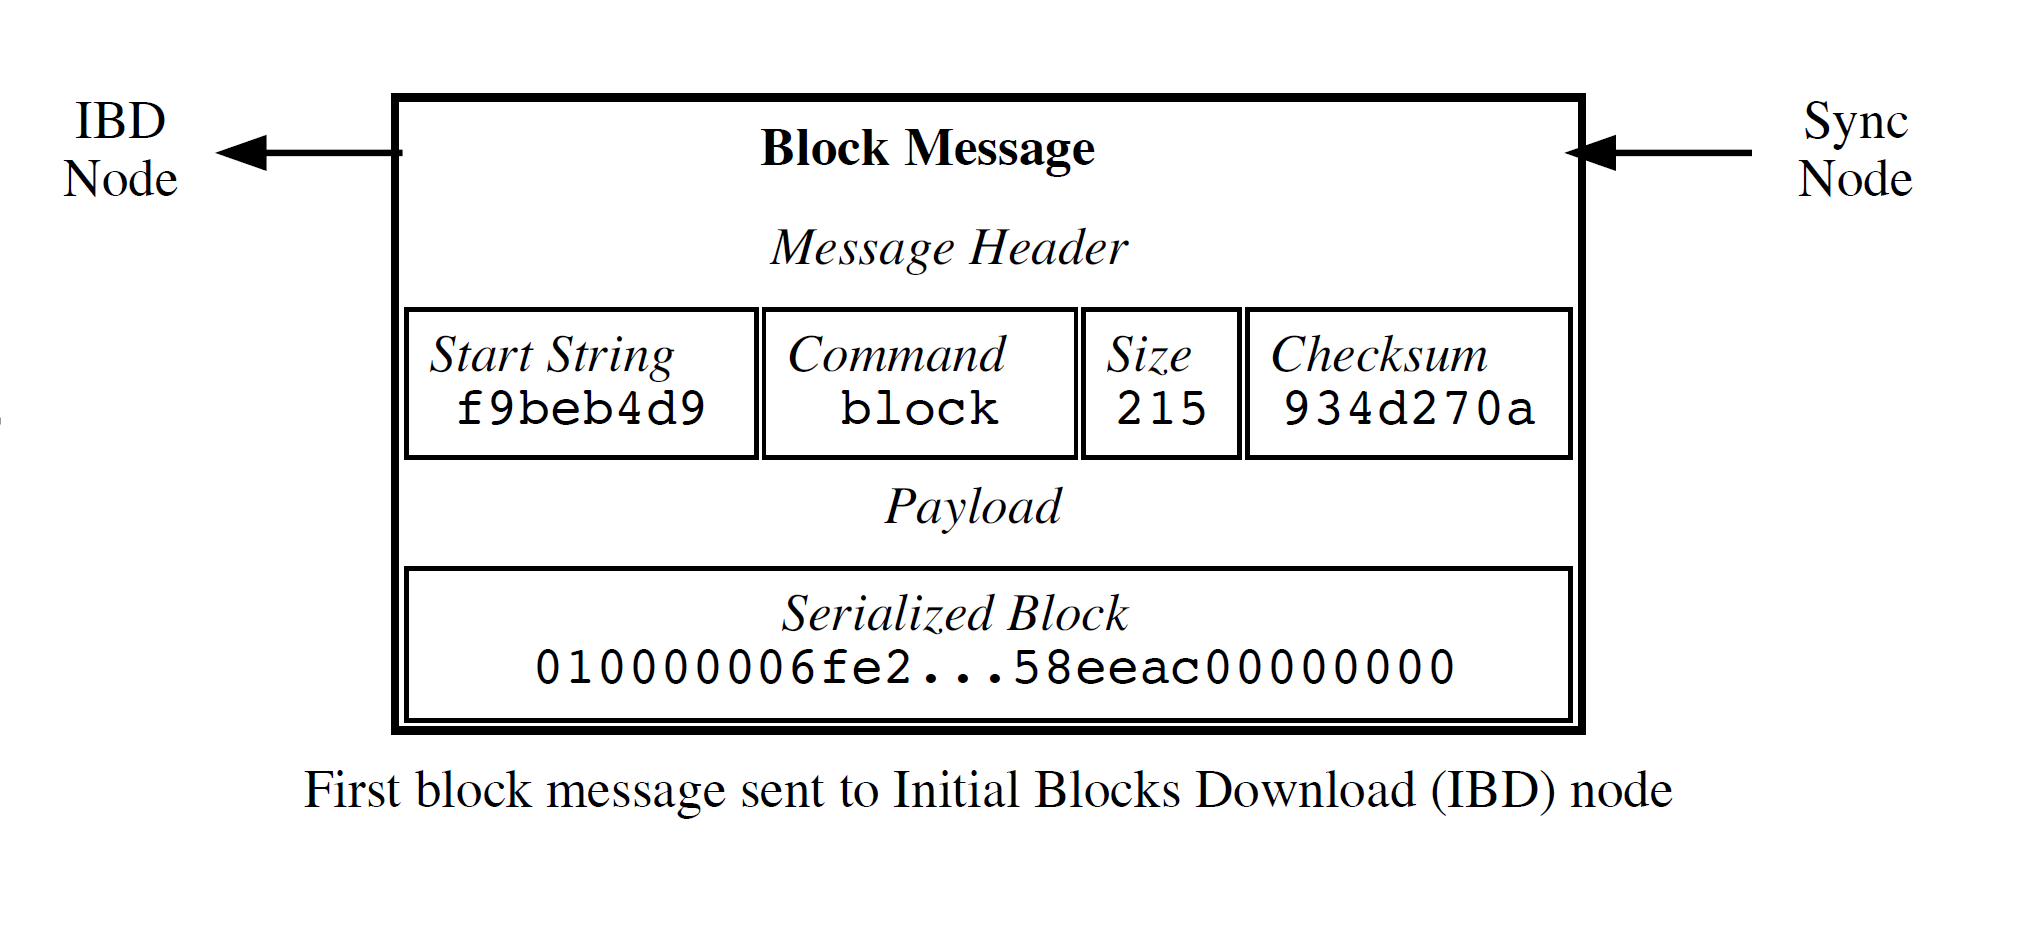 IBD
Node
Block Message
Sync
Node
Message Header
Start String
f9beb4d9
Command
block
Size
215
Checksum
934d270a
Payload
Serialized Block
010000006fe2...58eeac00000000
First block message sent to Initial Blocks Download (IBD) node